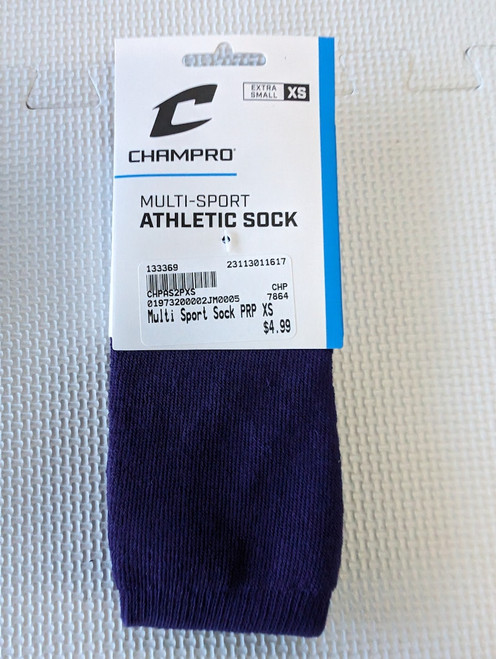 EXTRA SMALL XS
CHAMPRO
MULTI-SPORT
ATHLETIC SOCK
133369 23113011617
CHPAS2PXS CHP
01973200002JM0005 7864
Multi Sport Sock PRP XS
$4.99